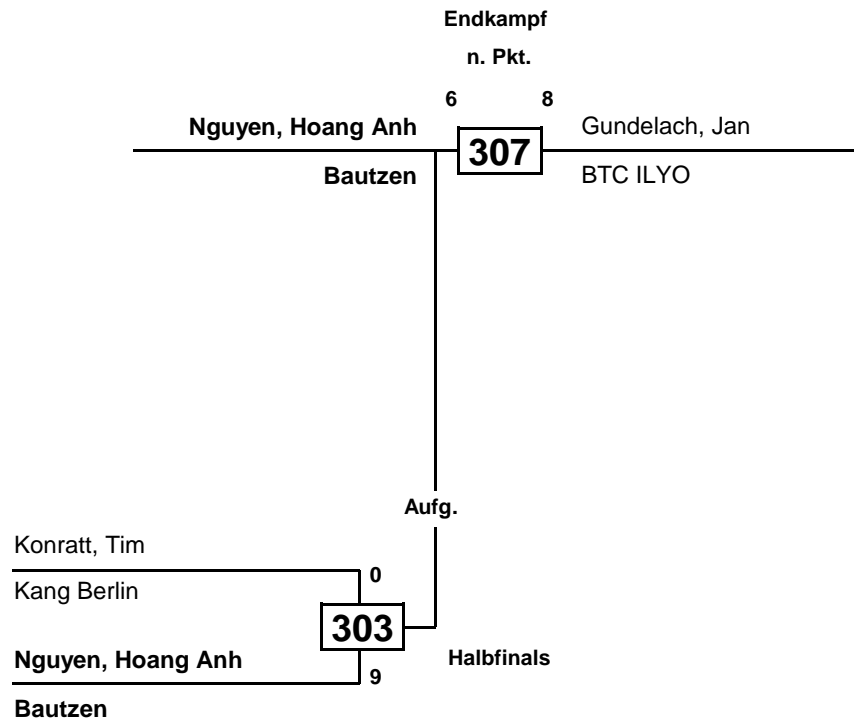 Endkampf
n. Pkt.
6 8
Nguyen, Hoang Anh 307 Gundelach, Jan
Bautzen BTC ILYO
Aufg.
Konratt, Tim
0
Kang Berlin
303
Nguyen, Hoang Anh Halbfinals
9
Bautzen